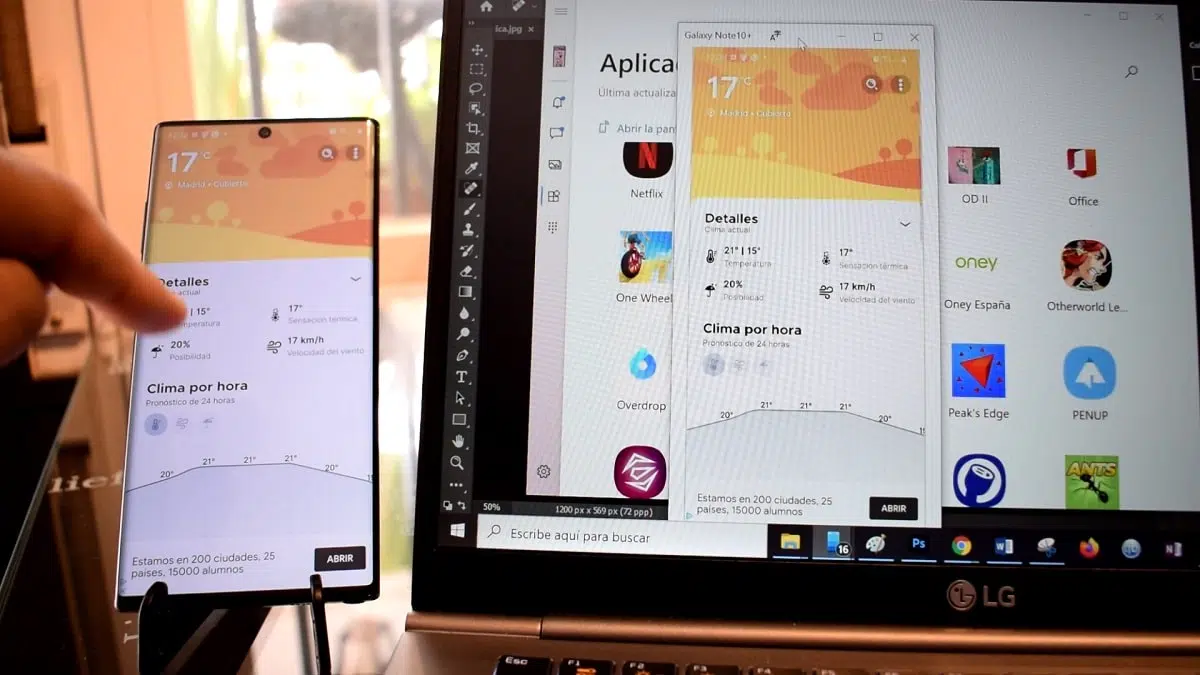 17°C
Madrid • Cubierto
Detalles
actual
| 15°
17°
Sensación térmica
20%
Posibilidad
17 km/h
Velocidad del viento
Clima por hora
Pronóstico de 24 horas
20°
21°
21°
21°
20°
Estamos en 200 ciudades, 25
países, 15000 alumnos
ABRIR
ica.jpg ×
Galaxy Note10+
17°C
Madrid • Cubierto
Detalles
Clima actual
21° | 15°
Temperatura
17°
Sensación térmica
20%
Posibilidad
17 km/h
Velocidad del viento
Clima por hora
Pronóstico de 24 horas
20°
21°
21°
21°
20°
Estamos en 200 ciudades, 25
países, 15000 alumnos
ABRIR
Aplica
Última actualiza
Abrir la pan
Netflix
One Wheel
Overdrop
OD II
Office
oney
Oney España
Otherworld Le...
Peak's Edge
PENUP
ANTS
50%
1200 px x 569 px (72 ppp)
Escribe aquí para buscar
16
Ps
LG
Esc
F1
F2
F3
F4